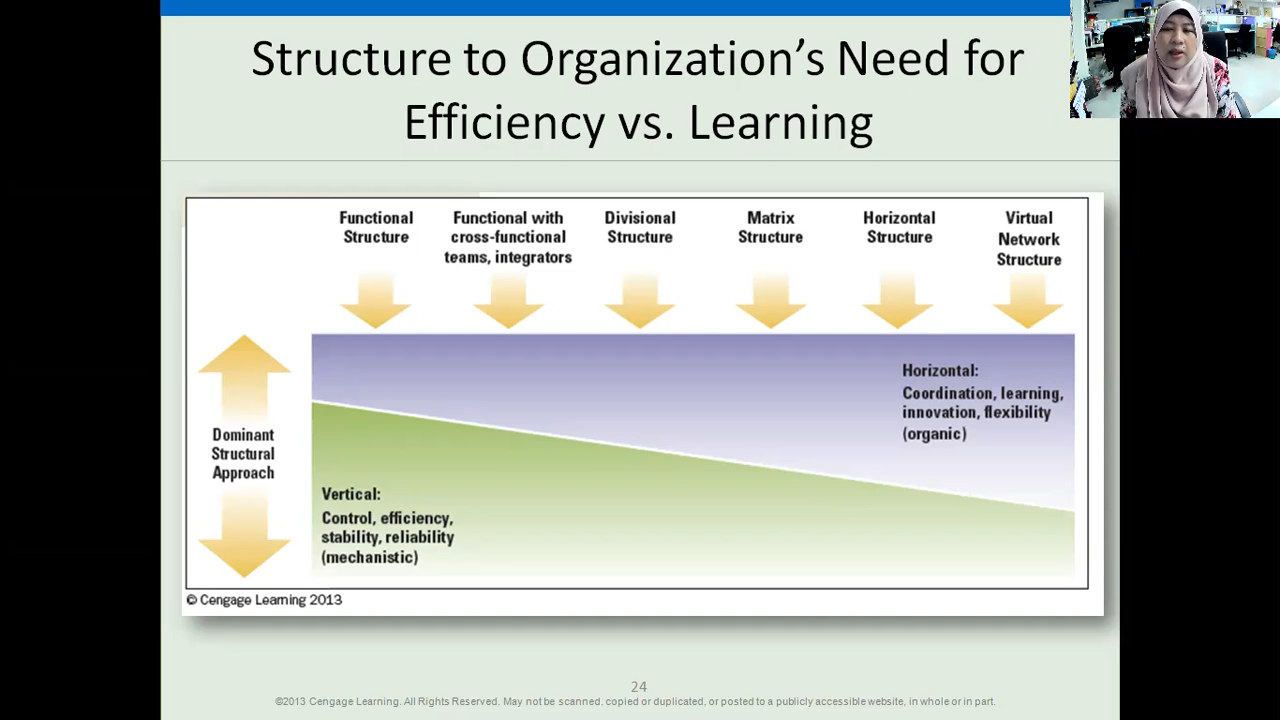 Structure to Organization's Need for
Efficiency vs. Learning
Functional
Structure
Functional with
cross-functional
teams, integrators
Divisional
Structure
Matrix
Structure
Horizontal
Structure
Virtual
Network
Structure
Dominant
Structural
Approach
Horizontal:
Coordination, learning,
innovation, flexibility
(organic)
Vertical:
Control, efficiency,
stability, reliability
(mechanistic)
© Cengage Learning 2013
24
©2013 Cengage Learning. All Rights Reserved. May not be scanned, copied or duplicated, or posted to a publicly accessible website, in whole or in part.